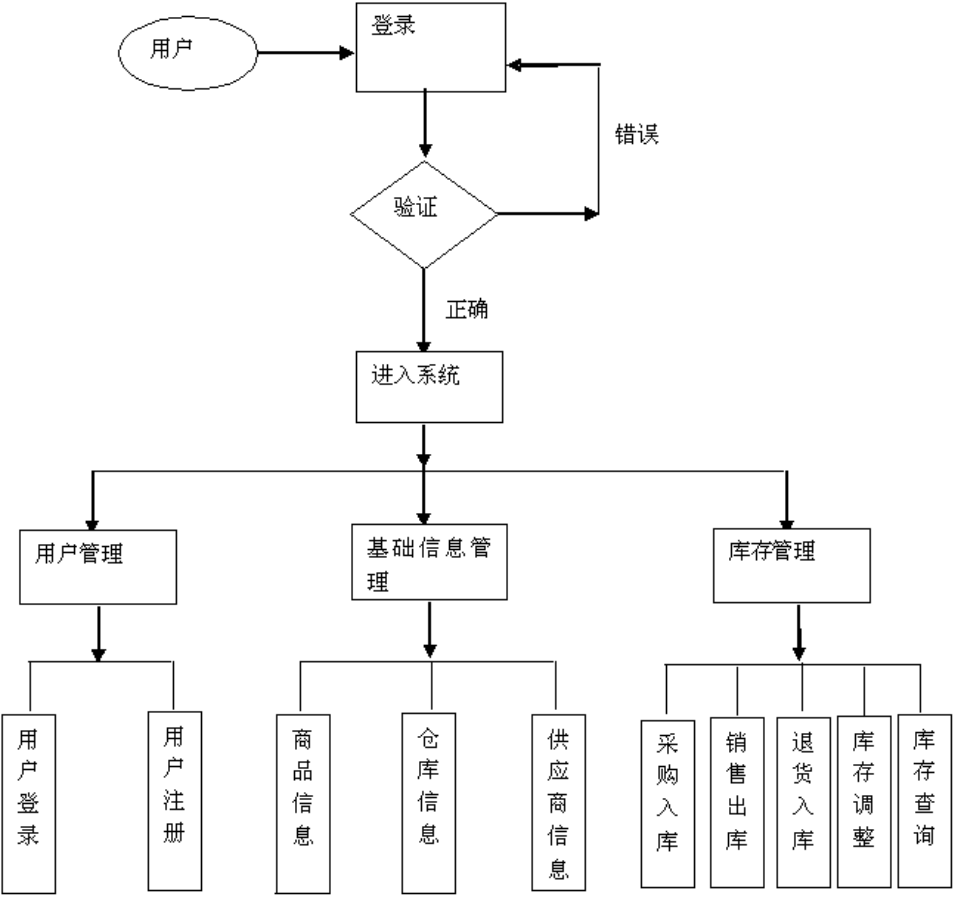 用户
登录
错误
验证
正确
进入系统
用户管理
基础信息管
理
库存管理
用户登录
用户注册
商品信息
仓库信息
供应商信息
采购入库
销售出库
退货入库
库存调整
库存查询